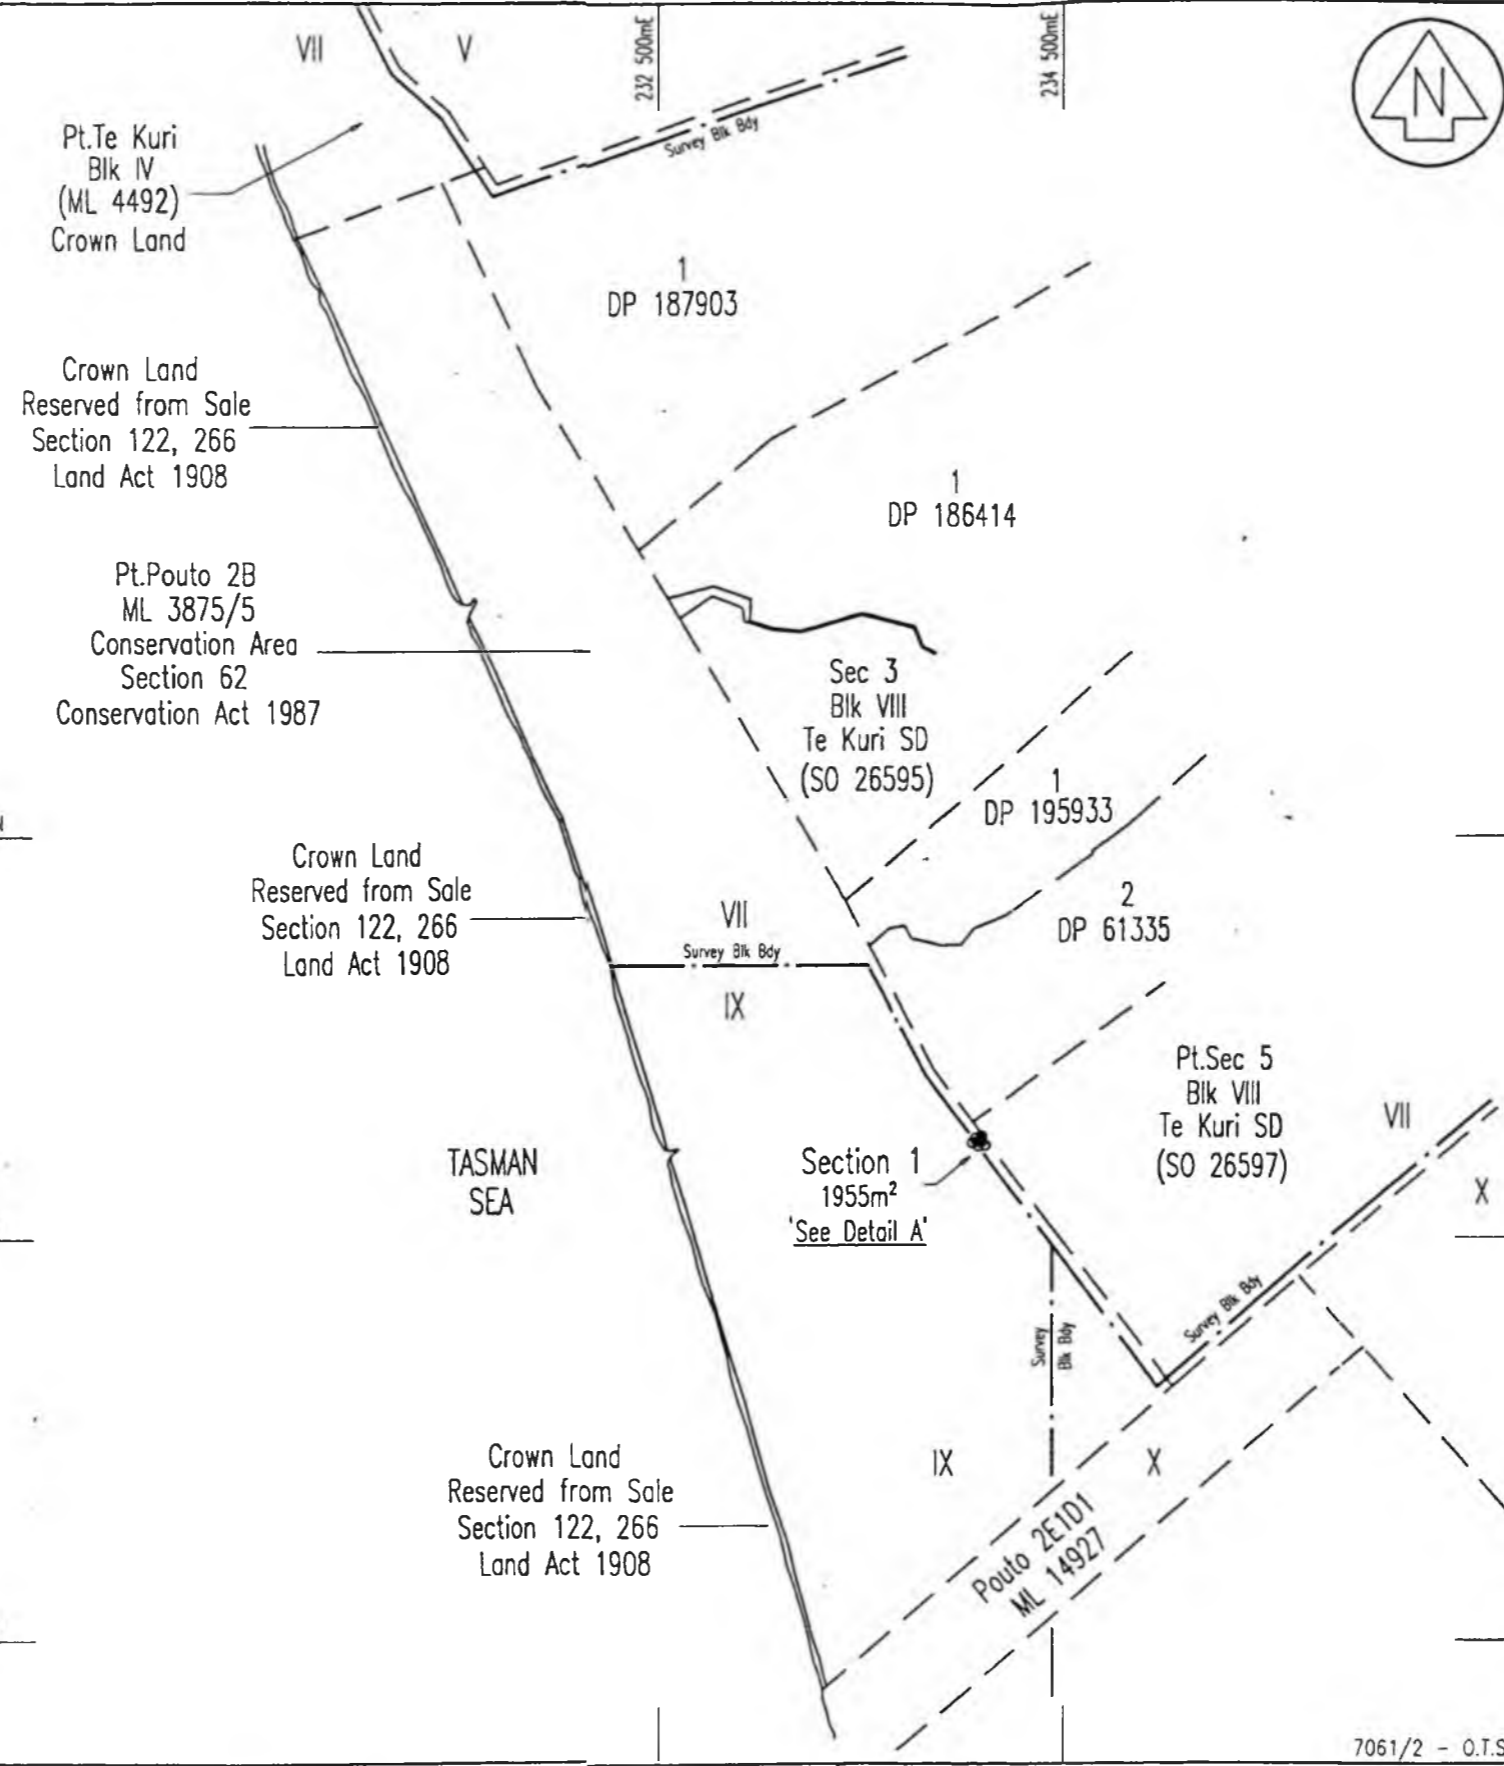 VII
V
232 500mE
234 500mE
N
Survey Blk Bdy
Pt.Te Kuri
Blk IV
(ML 4492)
Crown Land
1
DP 187903
Crown Land
Reserved from Sale
Section 122, 266
Land Act 1908
1
DP 186414
Pt.Pouto 2B
ML 3875/5
Conservation Area
Section 62
Conservation Act 1987
Sec 3
Blk VIII
Te Kuri SD
(SO 26595)
1
DP 195933
Crown Land
Reserved from Sale
Section 122, 266
Land Act 1908
2
DP 61335
VII
Survey Blk Bdy
IX
Pt.Sec 5
Blk VIII
Te Kuri SD
(SO 26597)
VII
X
TASMAN
SEA
Section 1
1955m²
'See Detail A'
Survey Blk Bdy
Survey
Blk Bdy
Crown Land
Reserved from Sale
Section 122, 266
Land Act 1908
IX
X
Pouto 2E1D1
ML 14927
7061/2 - O.T.S